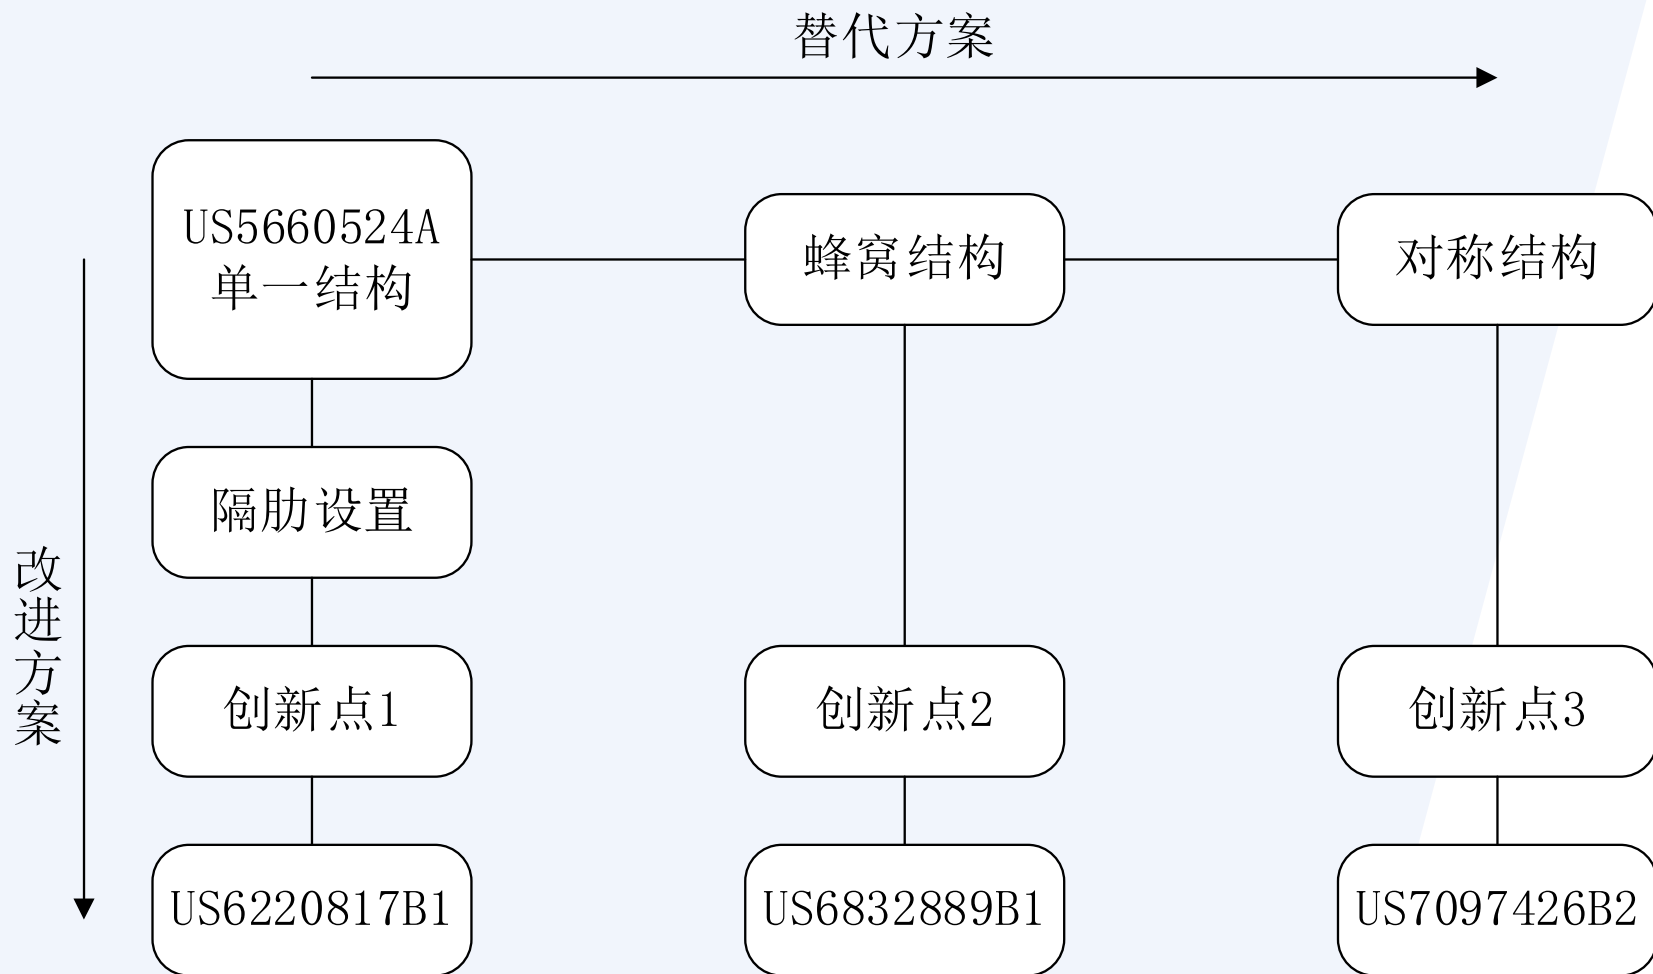 替代方案
US5660524A
单一结构
蜂窝结构
对称结构
隔肋设置
改进方案
创新点1
创新点2
创新点3
US6220817B1
US6832889B1
US7097426B2